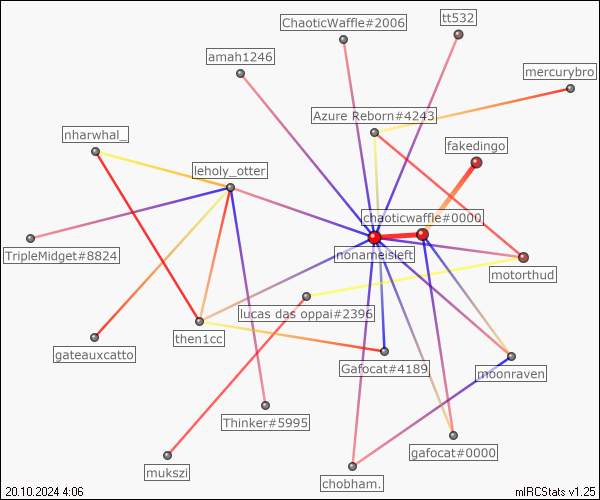 ChaoticWaffle#2006
tt532
amah1246
mercurybro
Azure Reborn#4243
nharwhal_
fakedingo
leholy_otter
chaoticwaffle#0000
TripleMidget#8824
nonameisleft
motorthud
lucas das oppai#2396
then1cc
gateauxcatto
Gafocat#4189
moonraven
Thinker#5995
gafocat#0000
mukszi
chobham.
20.10.2024 4:06
mIRCStats v1.25